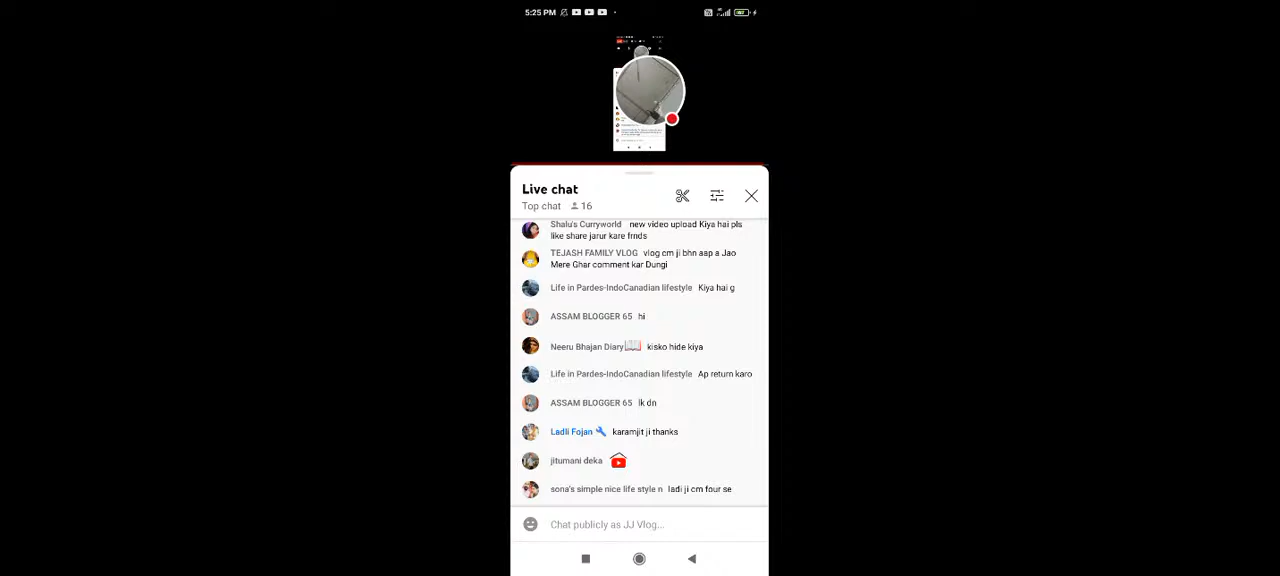 5:25 PM
Live chat
Top chat 16
Shalu's Curryworld new video upload Kiya hai pls
like share jarur kare frnds
TEJASH FAMILY VLOG vlog cm ji bhn aap a Jao
Mere Ghar comment kar Dungi
Life in Pardes-IndoCanadian lifestyle Kiya hai g
ASSAM BLOGGER 65 hi
Neeru Bhajan Diary📖 kisko hide kiya
Life in Pardes-IndoCanadian lifestyle Ap return karo
ASSAM BLOGGER 65 lk dn
Ladli Fojan karamjit ji thanks
jitumani deka
sona's simple nice life style n ladi ji cm four se
Chat publicly as JJ Vlog...